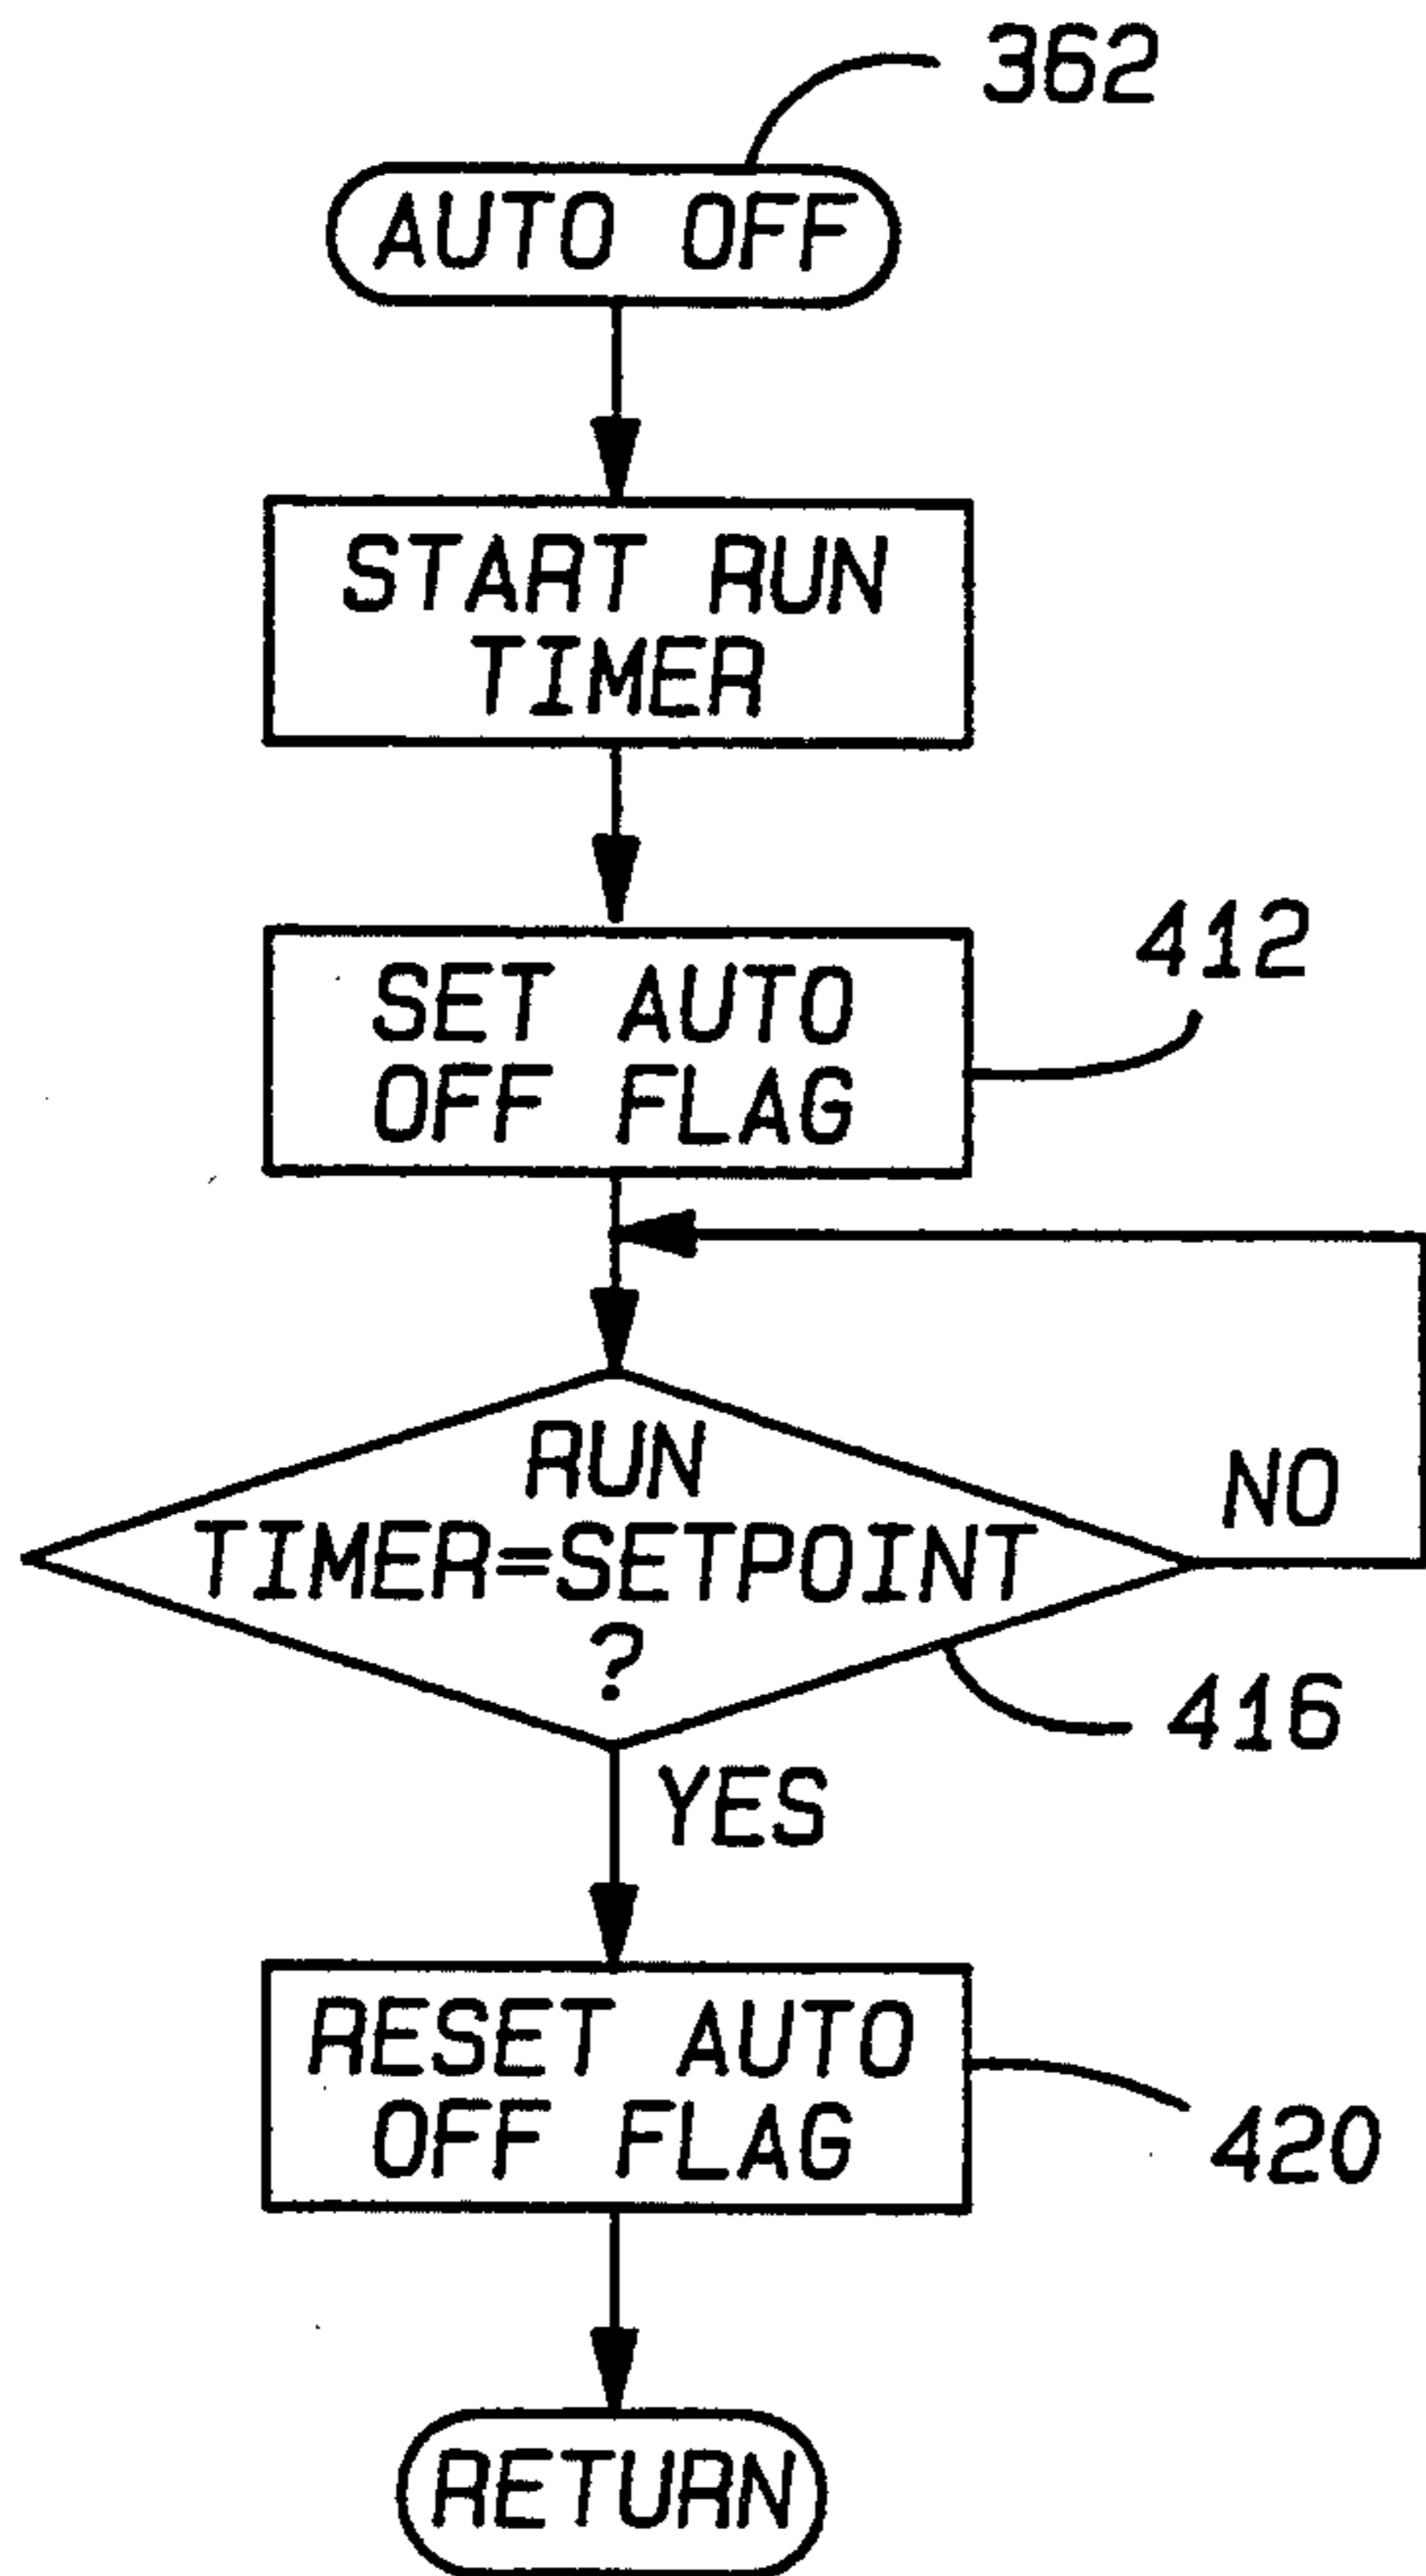 362
AUTO OFF
START RUN
TIMER
412
SET AUTO
OFF FLAG
RUN
TIMER=SETPOINT
?
NO
416
YES
RESET AUTO
OFF FLAG
420
RETURN